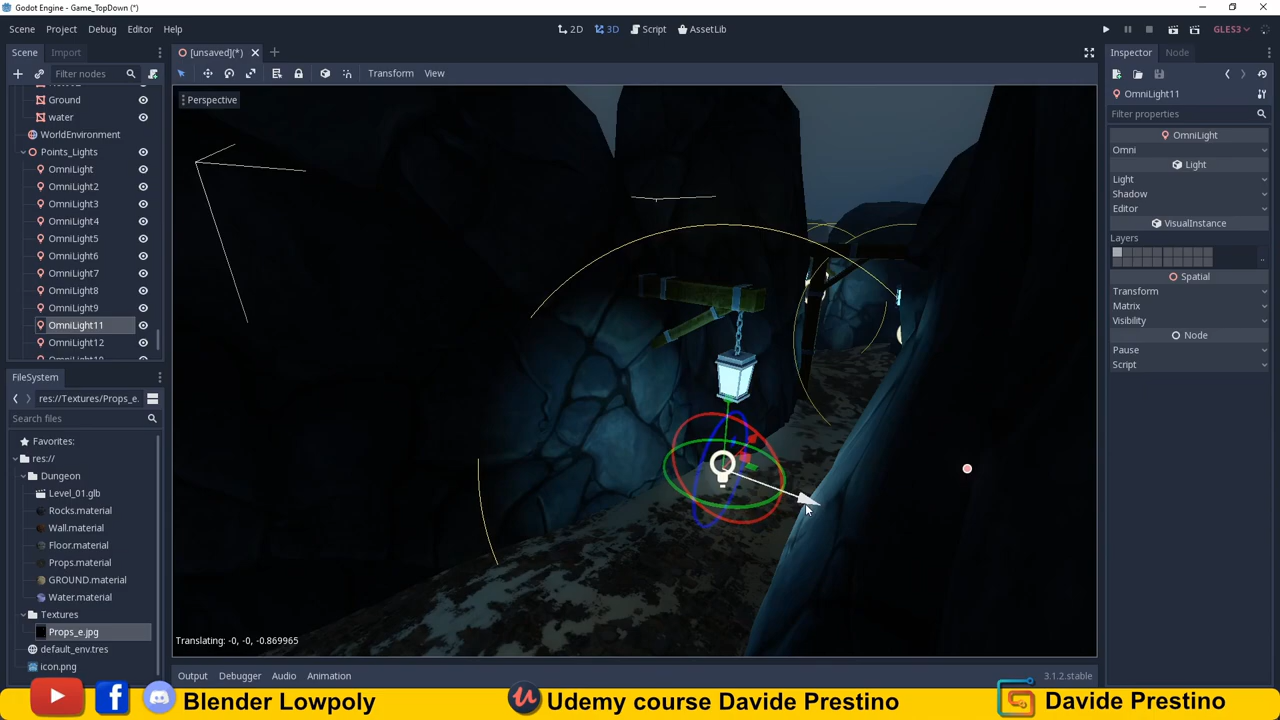 Godot Engine - Game_TopDown (*)
Scene Project Debug Editor Help
2D 3D Script AssetLib
GLES3
Scene Import
[unsaved](*)
Inspector Node
Filter nodes
Transform View
OmniLight11
Perspective
Filter properties
Ground
water
WorldEnvironment
Points_Lights
OmniLight
OmniLight2
OmniLight3
OmniLight4
OmniLight5
OmniLight6
OmniLight7
OmniLight8
OmniLight9
OmniLight11
OmniLight12
OmniLight10
OmniLight
Omni
Light
Light
Shadow
Editor
VisualInstance
Layers
..
Spatial
Transform
Matrix
Visibility
Node
Pause
Script
FileSystem
res://Textures/Props_e.
Search files
Favorites:
res://
Dungeon
Level_01.glb
Rocks.material
Wall.material
Floor.material
Props.material
GROUND.material
Water.material
Textures
Props_e.jpg
default_env.tres
icon.png
Translating: -0, -0, -0.869965
Output Debugger Audio Animation
3.1.2.stable
Blender Lowpoly
Udemy course Davide Prestino
Davide Prestino